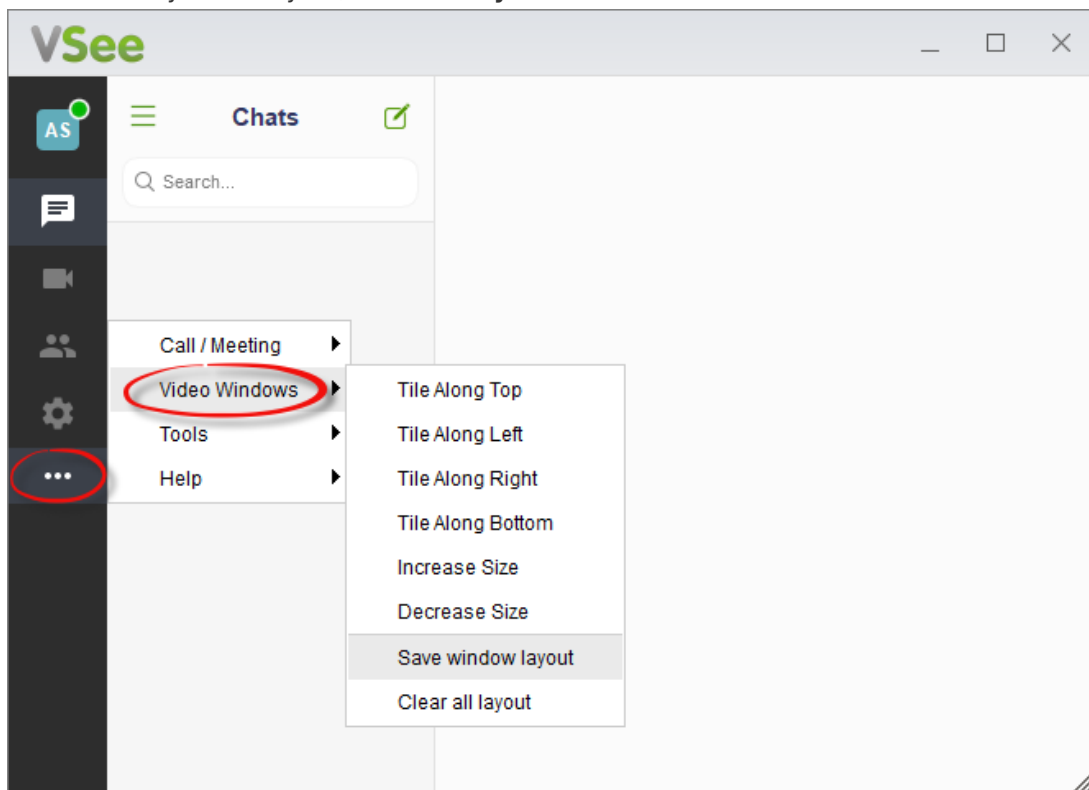 VSee
AS
Chats
Search...
Call / Meeting
Video Windows
Tools
Help
Tile Along Top
Tile Along Left
Tile Along Right
Tile Along Bottom
Increase Size
Decrease Size
Save window layout
Clear all layout